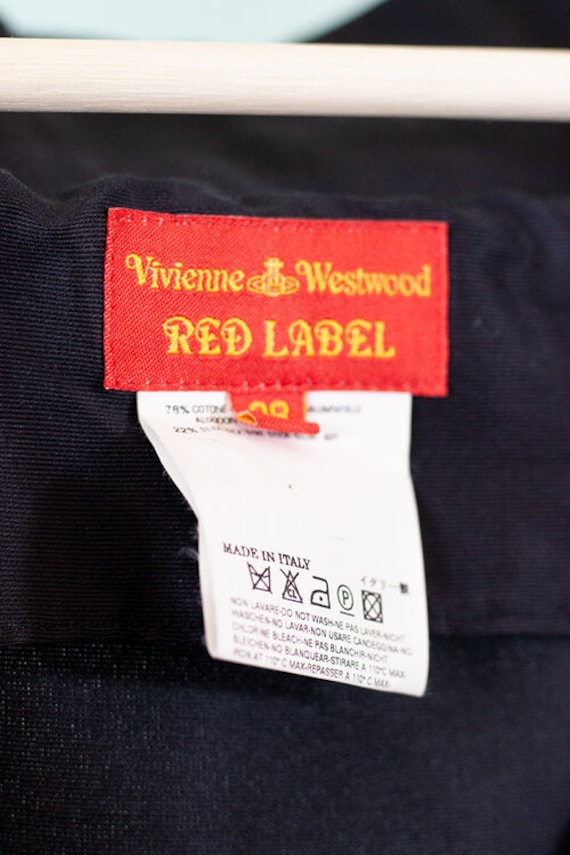 Vivienne Westwood
RED LABEL
78% COTONE
ALGODON
22%
MADE IN ITALY
イタリー製
NON LAVARE-DO NOT WASH-NE PAS LAVER-NICHT
WASCHEN-NO LAVAR-NON USARE CANDEGGINA-NO
CHLORINE BLEACH-NE PAS BLANCHIR-NICHT
BLEICHEN-NO BLANQUEAR-STIRARE A 110°C MAX-
IRON AT 110°C MAX-REPASSER A 110°C MAX-